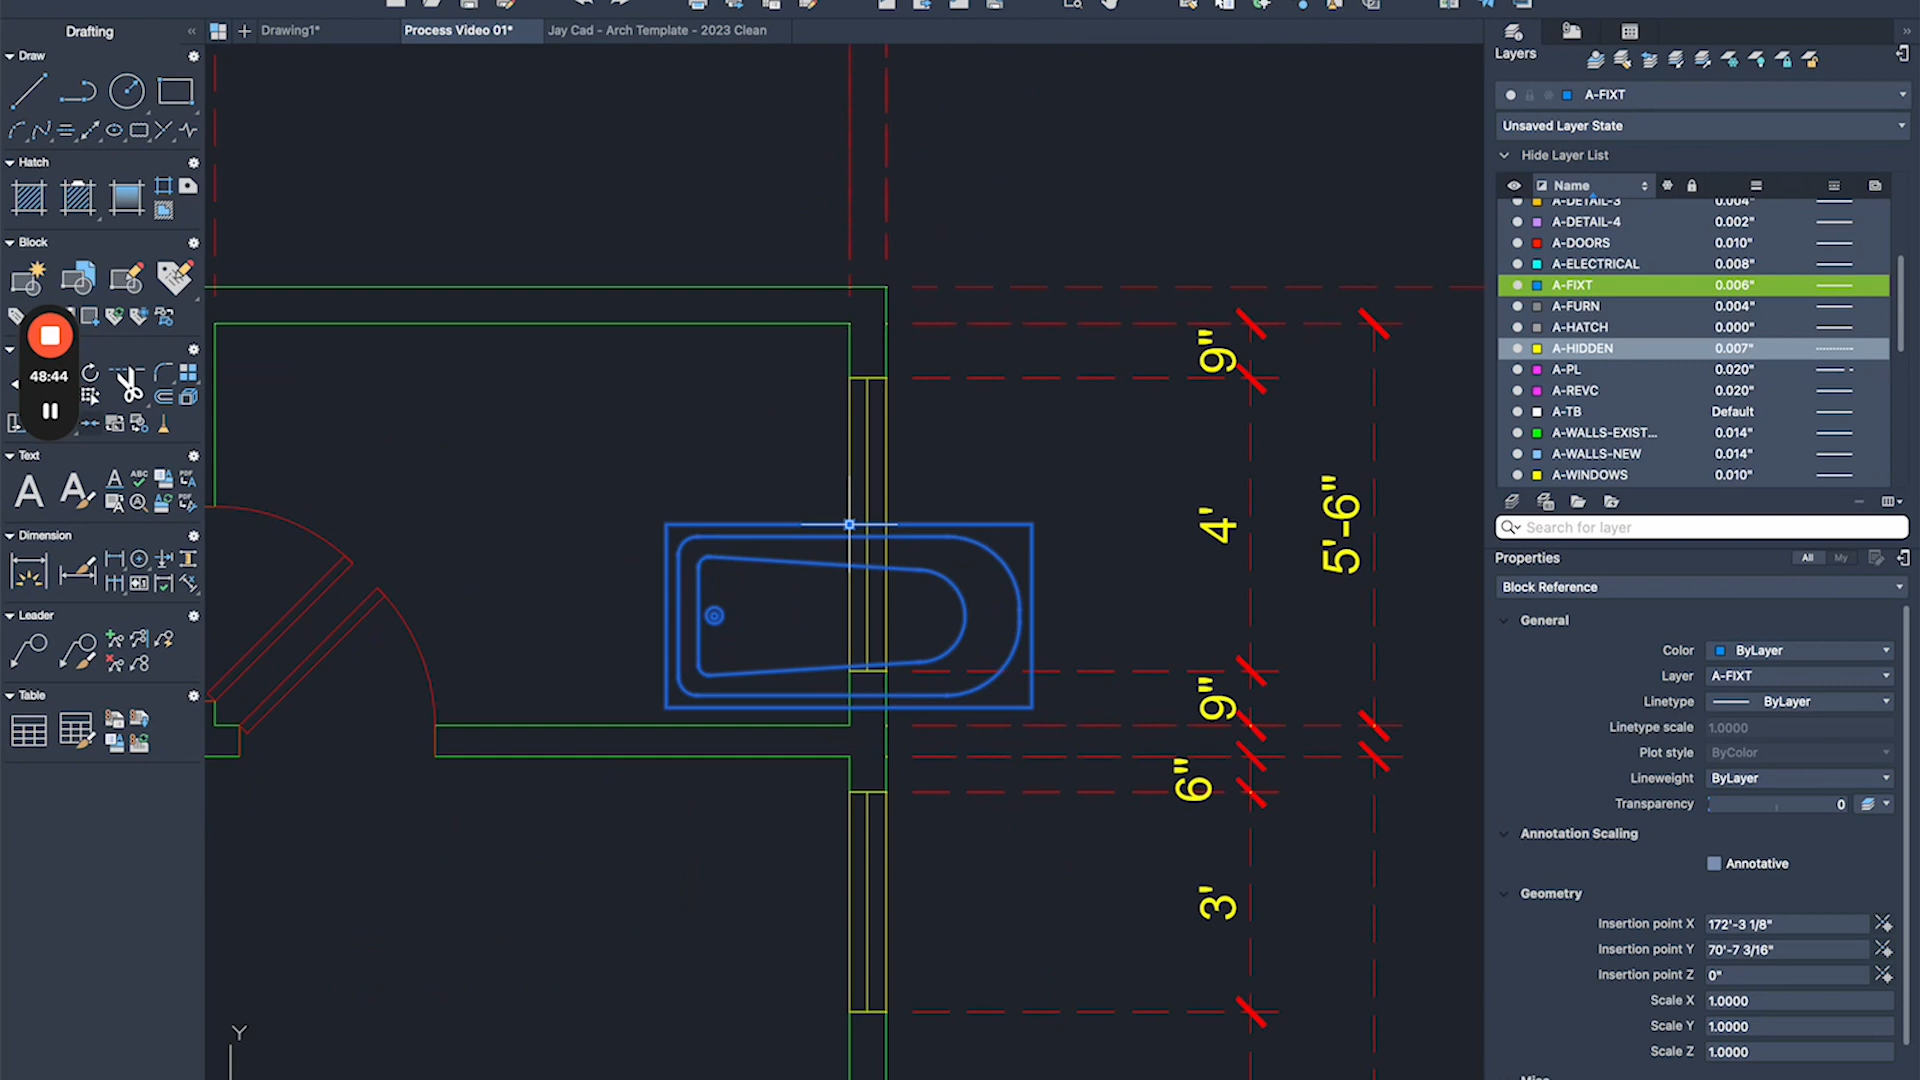 Drafting
Drawing1*
Process Video 01*
Jay Cad - Arch Template - 2023 Clean
Draw
Hatch
Block
48:44
Text
A
A
A
ABC
PDF
Dimension
Leader
Table
9"
4'
5'-6"
9"
6"
3'
Y
Layers
A-FIXT
Unsaved Layer State
Hide Layer List
Name
A-DETAIL-3 0.004"
A-DETAIL-4 0.002"
A-DOORS 0.010"
A-ELECTRICAL 0.008"
A-FIXT 0.006"
A-FURN 0.004"
A-HATCH 0.000"
A-HIDDEN 0.007"
A-PL 0.020"
A-REVC 0.020"
A-TB Default
A-WALLS-EXIST... 0.014"
A-WALLS-NEW 0.014"
A-WINDOWS 0.010"
Search for layer
Properties All My
Block Reference
General
Color ByLayer
Layer A-FIXT
Linetype ByLayer
Linetype scale 1.0000
Plot style ByColor
Lineweight ByLayer
Transparency 0
Annotation Scaling
Annotative
Geometry
Insertion point X 172'-3 1/8"
Insertion point Y 70'-7 3/16"
Insertion point Z 0"
Scale X 1.0000
Scale Y 1.0000
Scale Z 1.0000